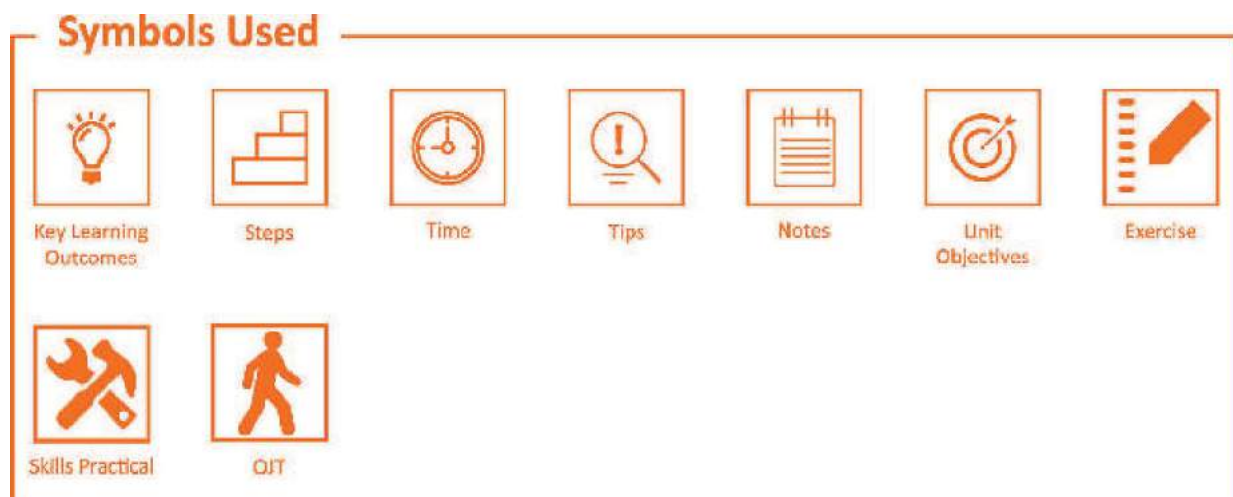 Symbols Used
Key Learning
Outcomes
Steps
Time
Tips
Notes
Unit
Objectives
Exercise
Skills Practical
OJT